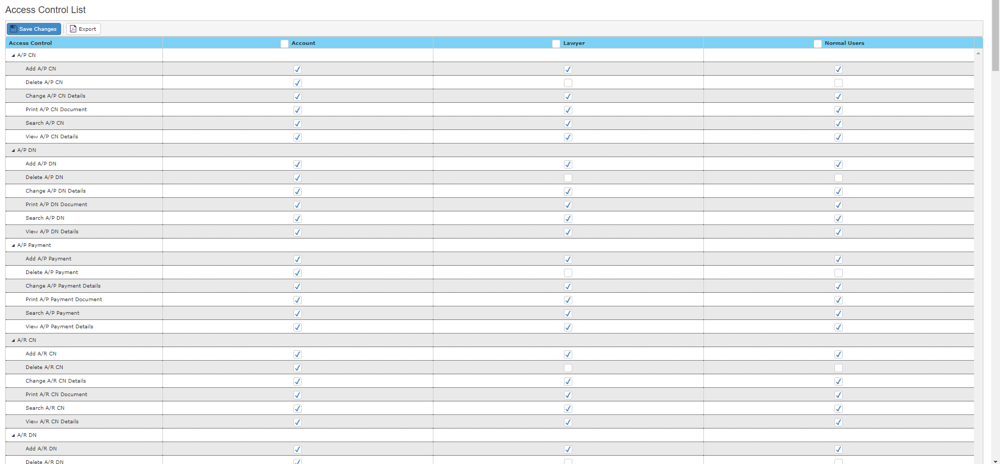 Access Control List
Save Changes Export
Access Control Account Lawyer Normal Users
A/P CN
Add A/P CN
Delete A/P CN
Change A/P CN Details
Print A/P CN Document
Search A/P CN
View A/P CN Details
A/P DN
Add A/P DN
Delete A/P DN
Change A/P DN Details
Print A/P DN Document
Search A/P DN
View A/P DN Details
A/P Payment
Add A/P Payment
Delete A/P Payment
Change A/P Payment Details
Print A/P Payment Document
Search A/P Payment
View A/P Payment Details
A/R CN
Add A/R CN
Delete A/R CN
Change A/R CN Details
Print A/R CN Document
Search A/R CN
View A/R CN Details
A/R DN
Add A/R DN
Delete A/R DN